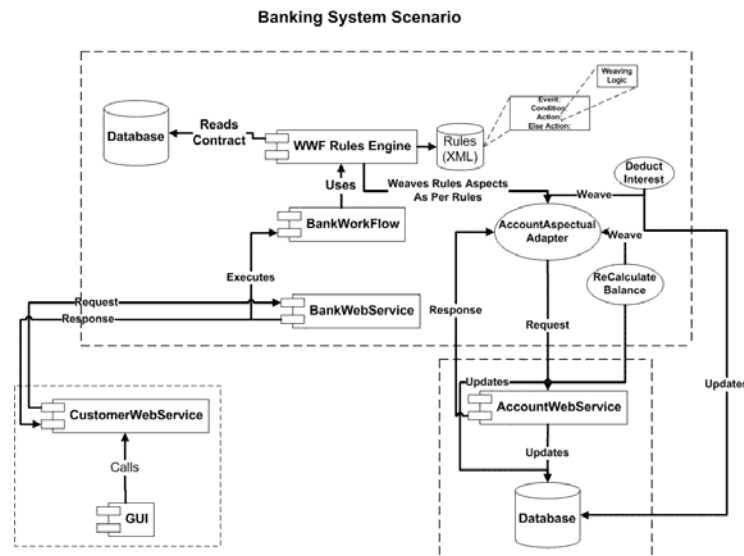 Banking System Scenario
Weaving
Logic
Event:
Condition:
Action:
Else Action:
Database
Reads
Contract
WWF Rules Engine
Rules
(XML)
Uses
Weaves Rules Aspects
As Per Rules
Deduct
Interest
Weave
BankWorkFlow
AccountAspectual
Adapter
Weave
Executes
ReCalculate
Balance
Request
BankWebService
Response
Response
Request
Updates
Updates
CustomerWebService
AccountWebService
Calls
Updates
GUI
Database